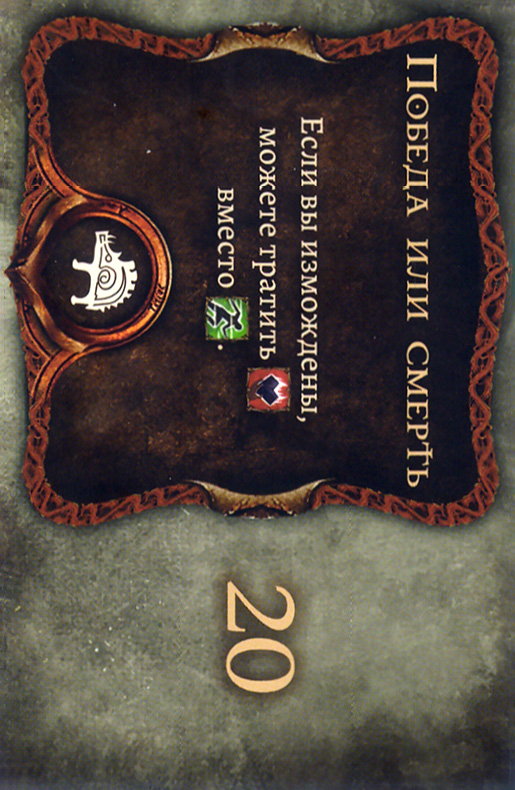 Победа или смерть
Если вы измождены,
можете тратить
вместо .
20